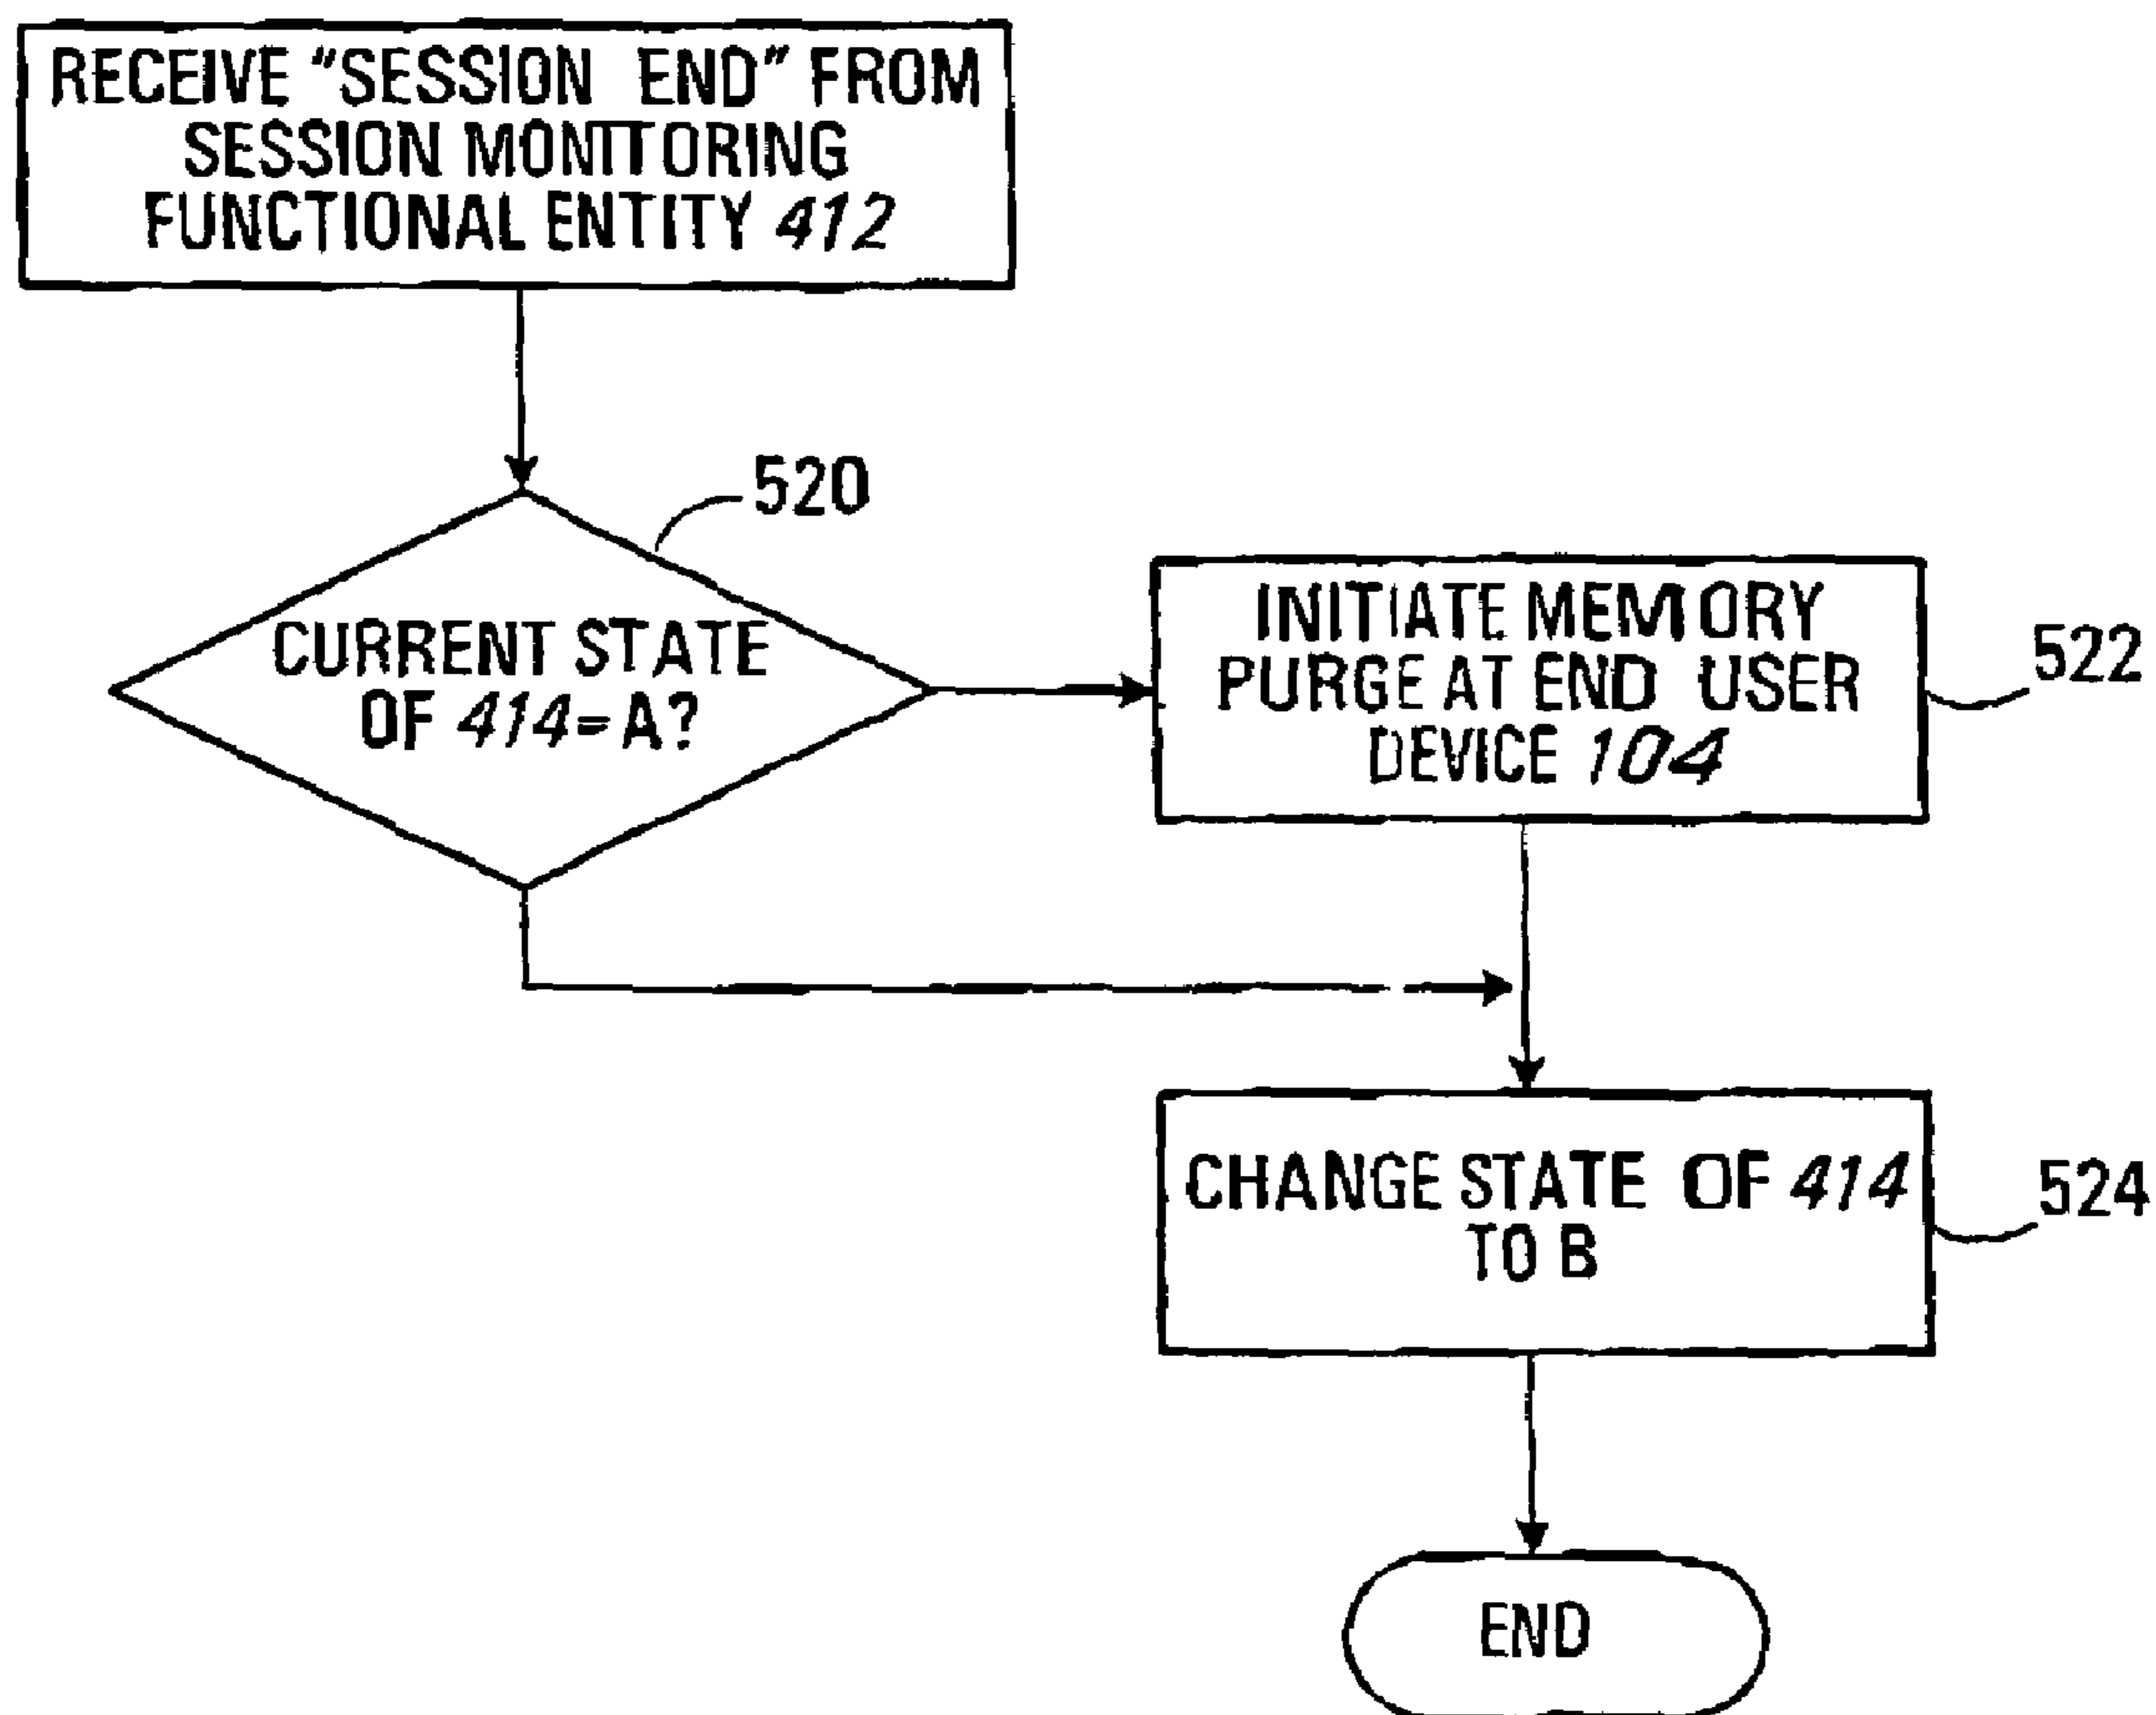 RECEIVE "SESSION END" FROM
SESSION MONITORING
FUNCTIONAL ENTITY 412
520
CURRENT STATE
OF 414=A?
INITIATE MEMORY
PURGE AT END USER
DEVICE 104
522
CHANGE STATE OF 414
TO B
524
END